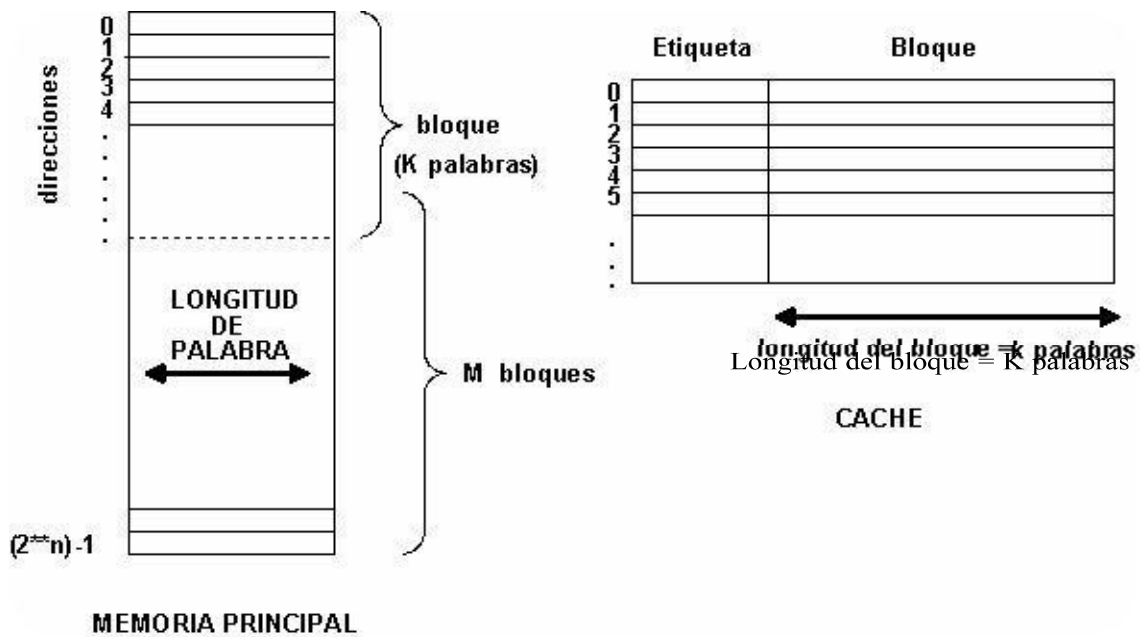 direcciones
0
1
2
3
4
.
.
.
.
.
.
bloque
(K palabras)
LONGITUD
DE
PALABRA
M bloques
(2**n)-1
MEMORIA PRINCIPAL
Etiqueta Bloque
0
1
2
3
4
5
.
.
.
longitud del bloque =k palabras
Longitud del bloque = K palabras
CACHE